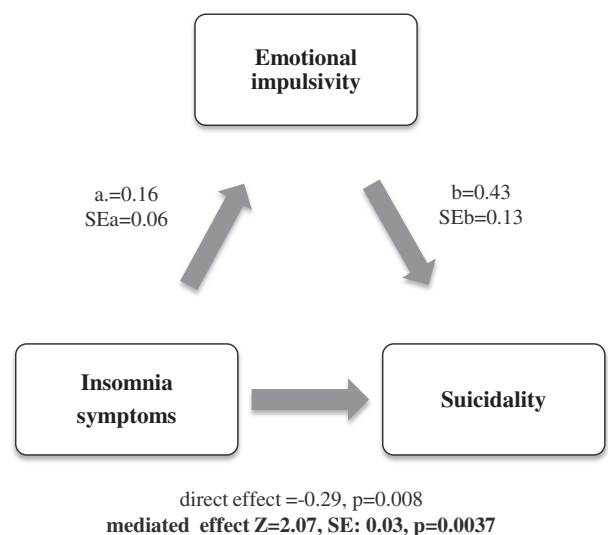 Emotional
impulsivity
a.=0.16
SEa=0.06
b=0.43
SEb=0.13
Insomnia
symptoms
Suicidality
direct effect =-0.29, p=0.008
mediated effect Z=2.07, SE: 0.03, p=0.0037